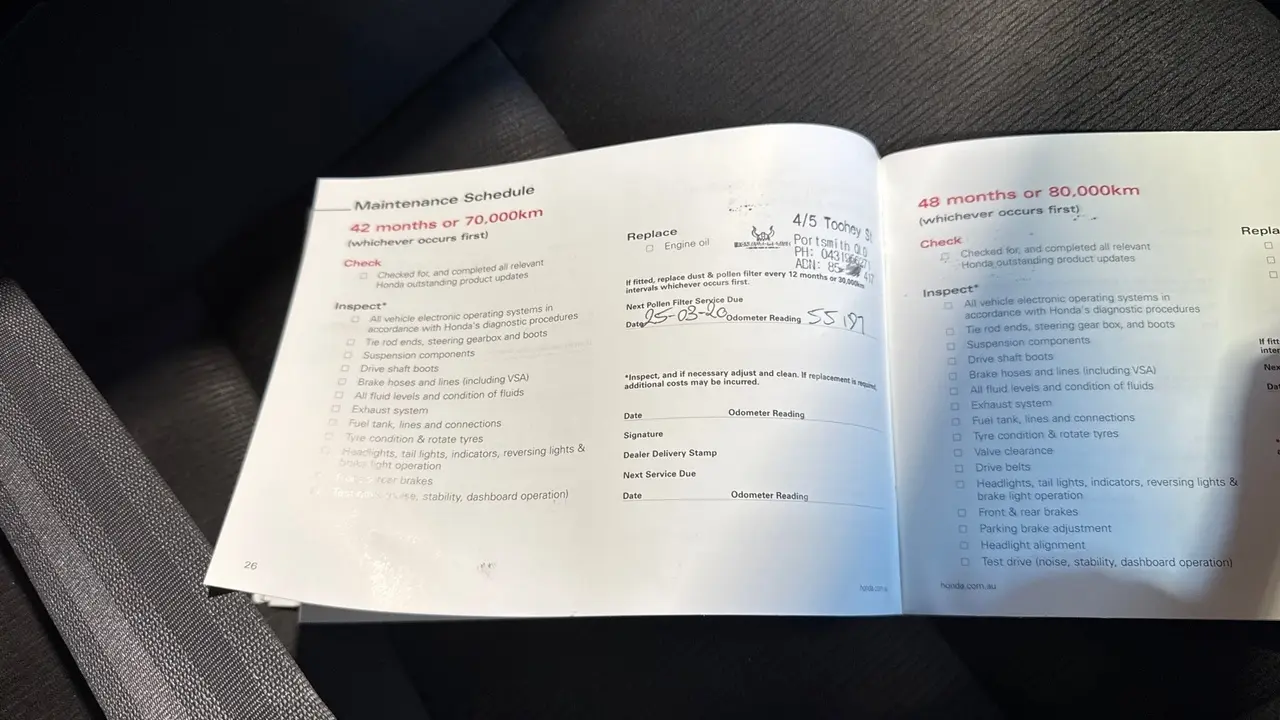 Maintenance Schedule
42 months or 70,000km
(whichever occurs first)
Check
Checked for, and completed all relevant
Honda outstanding product updates
Inspect*
All vehicle electronic operating systems in
accordance with Honda's diagnostic procedures
Tie rod ends, steering gearbox and boots
Suspension components
Drive shaft boots
Brake hoses and lines (including VSA)
All fluid levels and condition of fluids
Exhaust system
Fuel tank, lines and connections
Tyre condition & rotate tyres
Headlights, tail lights, indicators, reversing lights &
brake light operation
brakes
stability, dashboard operation)
26
Replace
Engine oil
4/5 Toohey St
Portsmith QLD
PH:
ACN: 85
If fitted, replace dust & pollen filter every 12 months or 30,000km
intervals whichever occurs first.
Next Pollen Filter Service Due
Date 25-03-20 Odometer Reading 55197
*Inspect, and if necessary adjust and clean. If replacement is required,
additional costs may be incurred.
Date Odometer Reading
Signature
Dealer Delivery Stamp
Next Service Due
Date Odometer Reading
48 months or 80,000km
(whichever occurs first)
Check
Checked for, and completed all relevant
Honda outstanding product updates
Inspect*
All vehicle electronic operating systems in
accordance with Honda's diagnostic procedures
Tie rod ends, steering gear box, and boots
Suspension components
Drive shaft boots
Brake hoses and lines (including VSA)
All fluid levels and condition of fluids
Exhaust system
Fuel tank, lines and connections
Tyre condition & rotate tyres
Valve clearance
Drive belts
Headlights, tail lights, indicators, reversing lights &
brake light operation
Front & rear brakes
Parking brake adjustment
Headlight alignment
Test drive (noise, stability, dashboard operation)
honda.com.au
Repla
If fitt
inter
Nex
Da